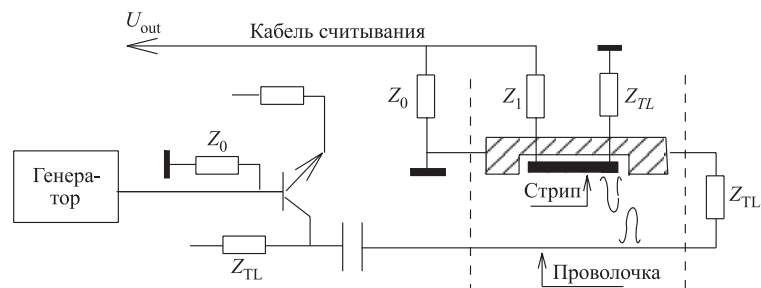 U_out
Кабель считывания
Z_0
Z_0
Z_1
Z_TL
Генера-
тор
Стрип
Z_TL
Z_TL
Проволочка